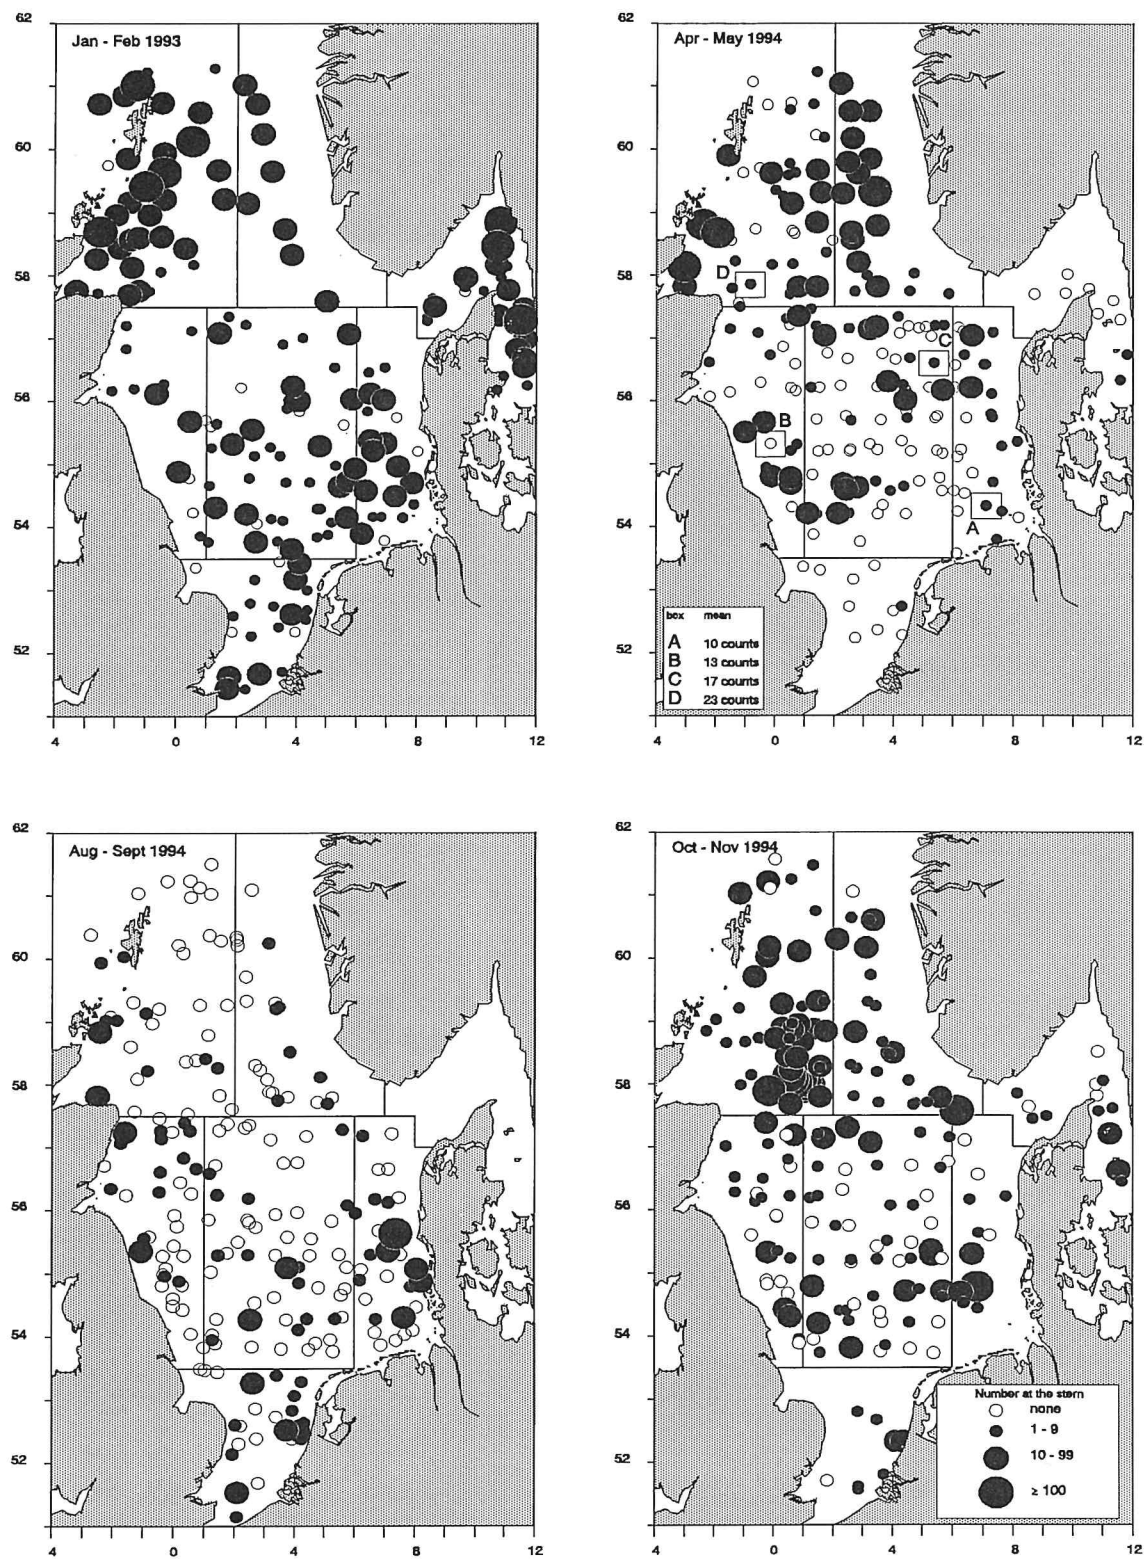 62
Jan - Feb 1993
60
58
56
54
52
4
0
4
8
12
62
Apr - May 1994
60
D
58
C
56
B
54
A
box mean
A 10 counts
B 13 counts
C 17 counts
D 23 counts
52
4
0
4
8
12
62
Aug - Sept 1994
60
58
56
54
52
0
4
8
12
62
Oct - Nov 1994
60
58
56
54
52
Number at the stern
none
1 - 9
10 - 99
≥ 100
0
4
8
12